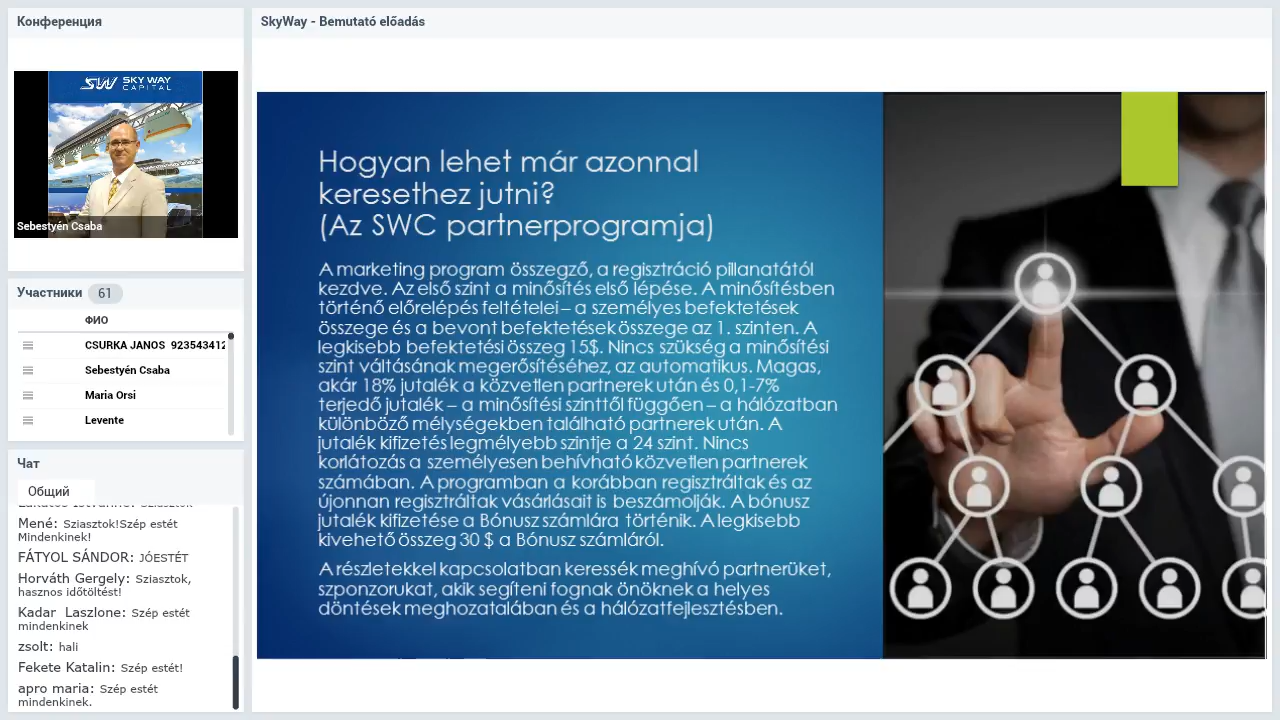 Конференция
SKY WAY
CAPITAL
Sebestyén Csaba
Участники 61
ФИО
CSURKA JANOS 923543412
Sebestyén Csaba
Maria Orsi
Levente
Чат
Общий
Mené: Sziasztok!Szép estét
Mindenkinek!
FÁTYOL SÁNDOR: JÓESTÉT
Horváth Gergely: Sziasztok,
hasznos időtöltést!
Kadar Laszlone: Szép estét
mindenkinek
zsolt: hali
Fekete Katalin: Szép estét!
apro maria: Szép estét
mindenkinek.
SkyWay - Bemutató előadás
Hogyan lehet már azonnal
keresethez jutni?
(Az SWC partnerprogramja)
A marketing program összegző, a regisztráció pillanatától
kezdve. Az első szint a minősítés első lépése. A minősítésben
történő előrelépés feltételei – a személyes befektetések
összege és a bevont befektetések összege az 1. szinten. A
legkisebb befektetési összeg 15$. Nincs szükség a minősítési
szint váltásának megerősítéséhez, az automatikus. Magas,
akár 18% jutalék a közvetlen partnerek után és 0,1-7%
terjedő jutalék – a minősítési szinttől függően – a hálózatban
különböző mélységekben található partnerek után. A
jutalék kifizetés legmélyebb szintje a 24 szint. Nincs
korlátozás a személyesen behívható közvetlen partnerek
számában. A programban a korábban regisztráltak és az
újonnan regisztráltak vásárlásait is beszámolják. A bónusz
jutalék kifizetése a Bónusz számlára történik. A legkisebb
kivehető összeg 30 $ a Bónusz számláról.
A részletekkel kapcsolatban keressék meghívó partnerüket,
szponzorukat, akik segíteni fognak önöknek a helyes
döntések meghozatalában és a hálózatfejlesztésben.